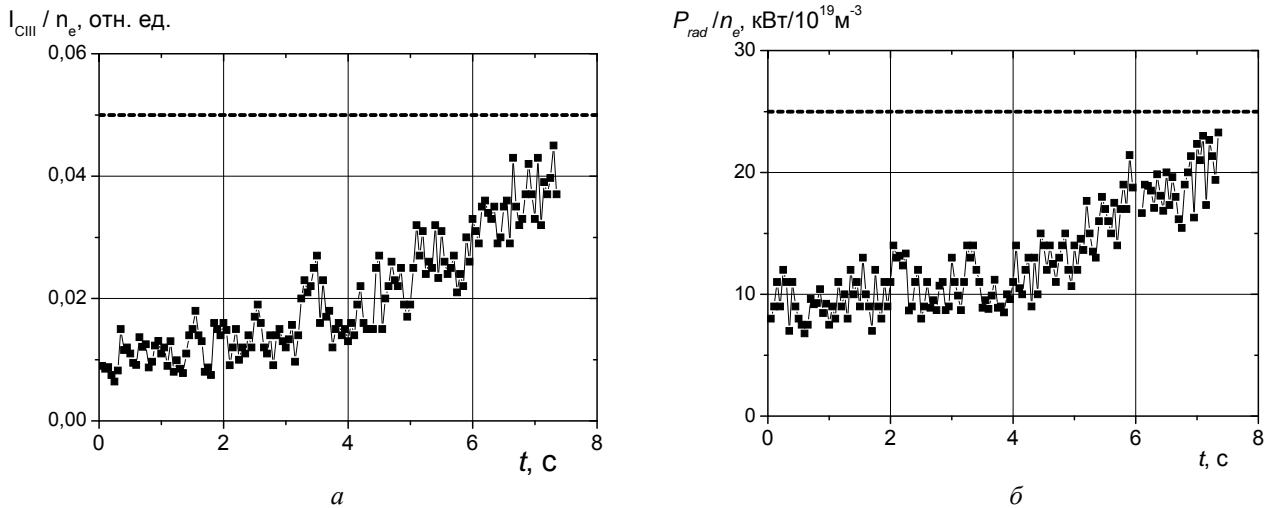 I_CIII / n_e, отн. ед.
0,06
0,04
0,02
0,00
0 2 4 6 8
t, с
а
P_rad /n_e, кВт/10^19 м^-3
30
20
10
0
0 2 4 6 8
t, с
б